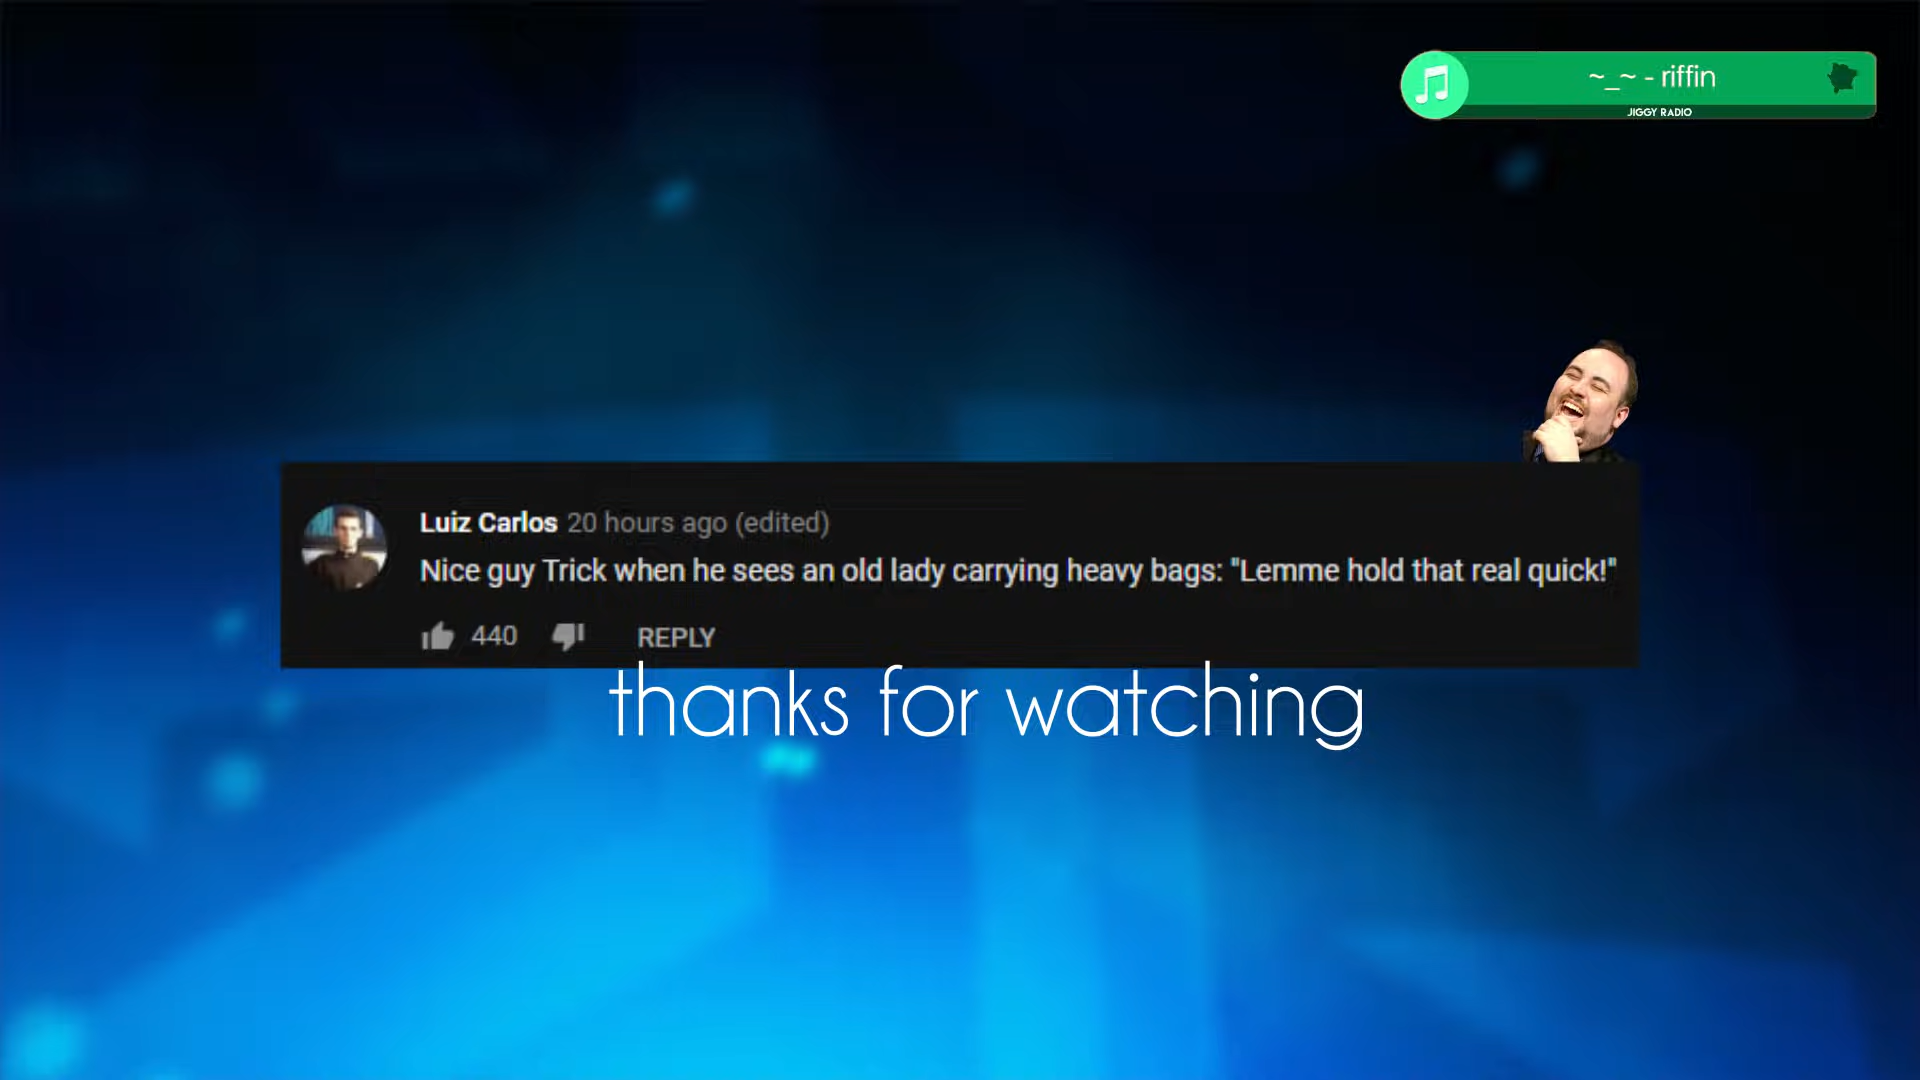 ~_~ - riffin
JIGGY RADIO
Luiz Carlos 20 hours ago (edited)
Nice guy Trick when he sees an old lady carrying heavy bags: "Lemme hold that real quick!"
440 REPLY
thanks for watching